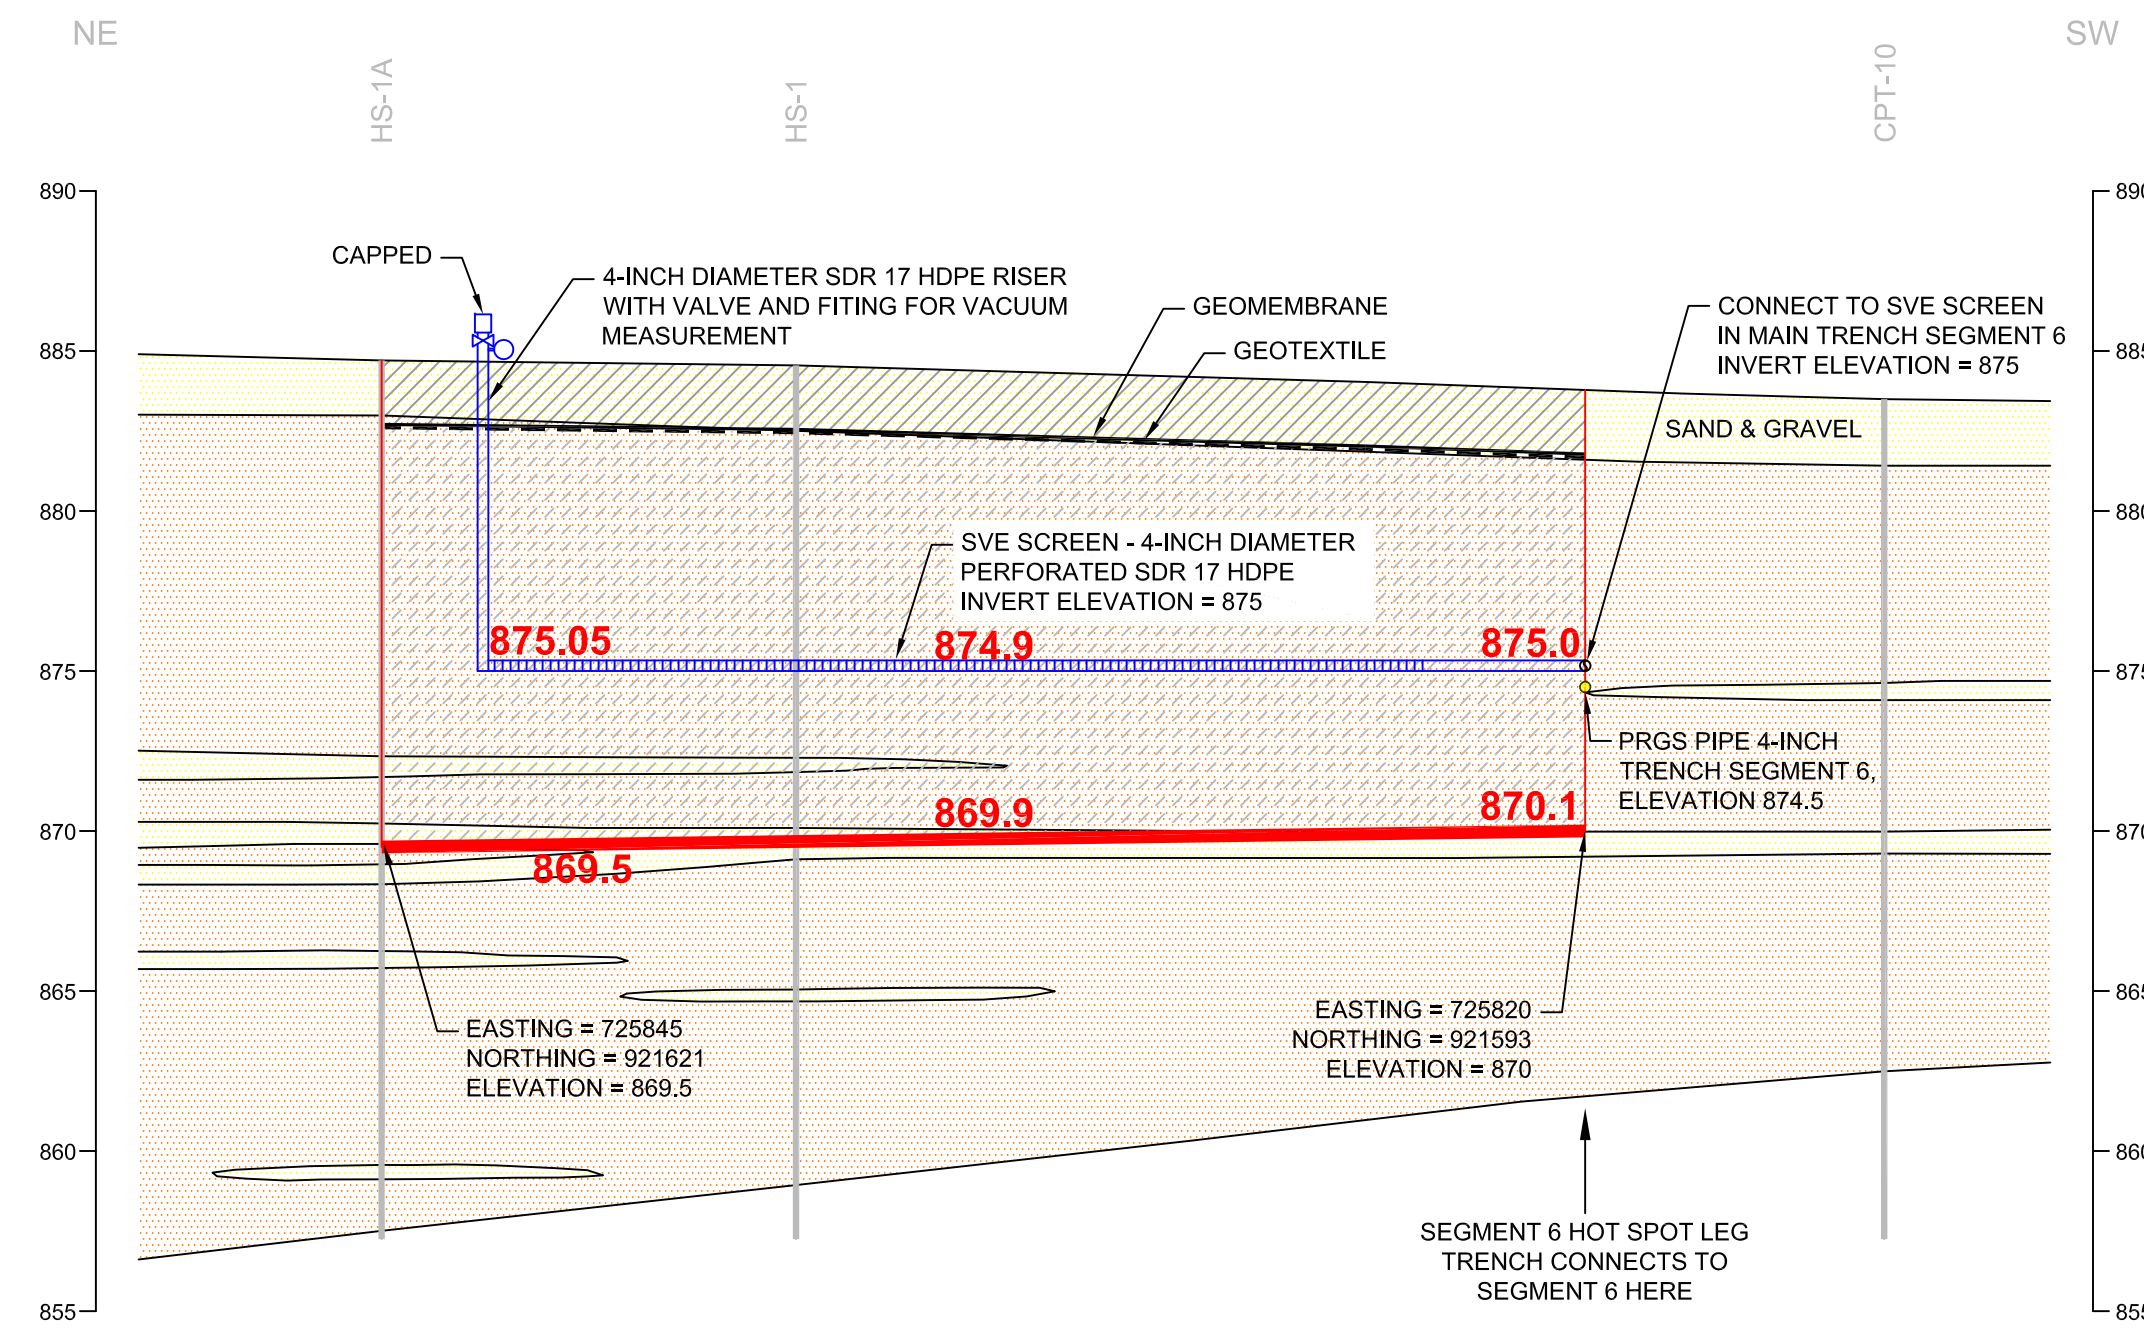 NE
SW
HS-1A
HS-1
CPT-10
890
885
880
875
870
865
860
855
CAPPED
4-INCH DIAMETER SDR 17 HDPE RISER
WITH VALVE AND FITING FOR VACUUM
MEASUREMENT
GEOMEMBRANE
GEOTEXTILE
CONNECT TO SVE SCREEN
IN MAIN TRENCH SEGMENT 6
INVERT ELEVATION = 875
SAND & GRAVEL
SVE SCREEN - 4-INCH DIAMETER
PERFORATED SDR 17 HDPE
INVERT ELEVATION = 875
875.05
874.9
875.0
PRGS PIPE 4-INCH
TRENCH SEGMENT 6,
ELEVATION 874.5
869.9
870.1
869.5
EASTING = 725845
NORTHING = 921621
ELEVATION = 869.5
EASTING = 725820
NORTHING = 921593
ELEVATION = 870
SEGMENT 6 HOT SPOT LEG
TRENCH CONNECTS TO
SEGMENT 6 HERE
890
885
880
875
870
865
860
855